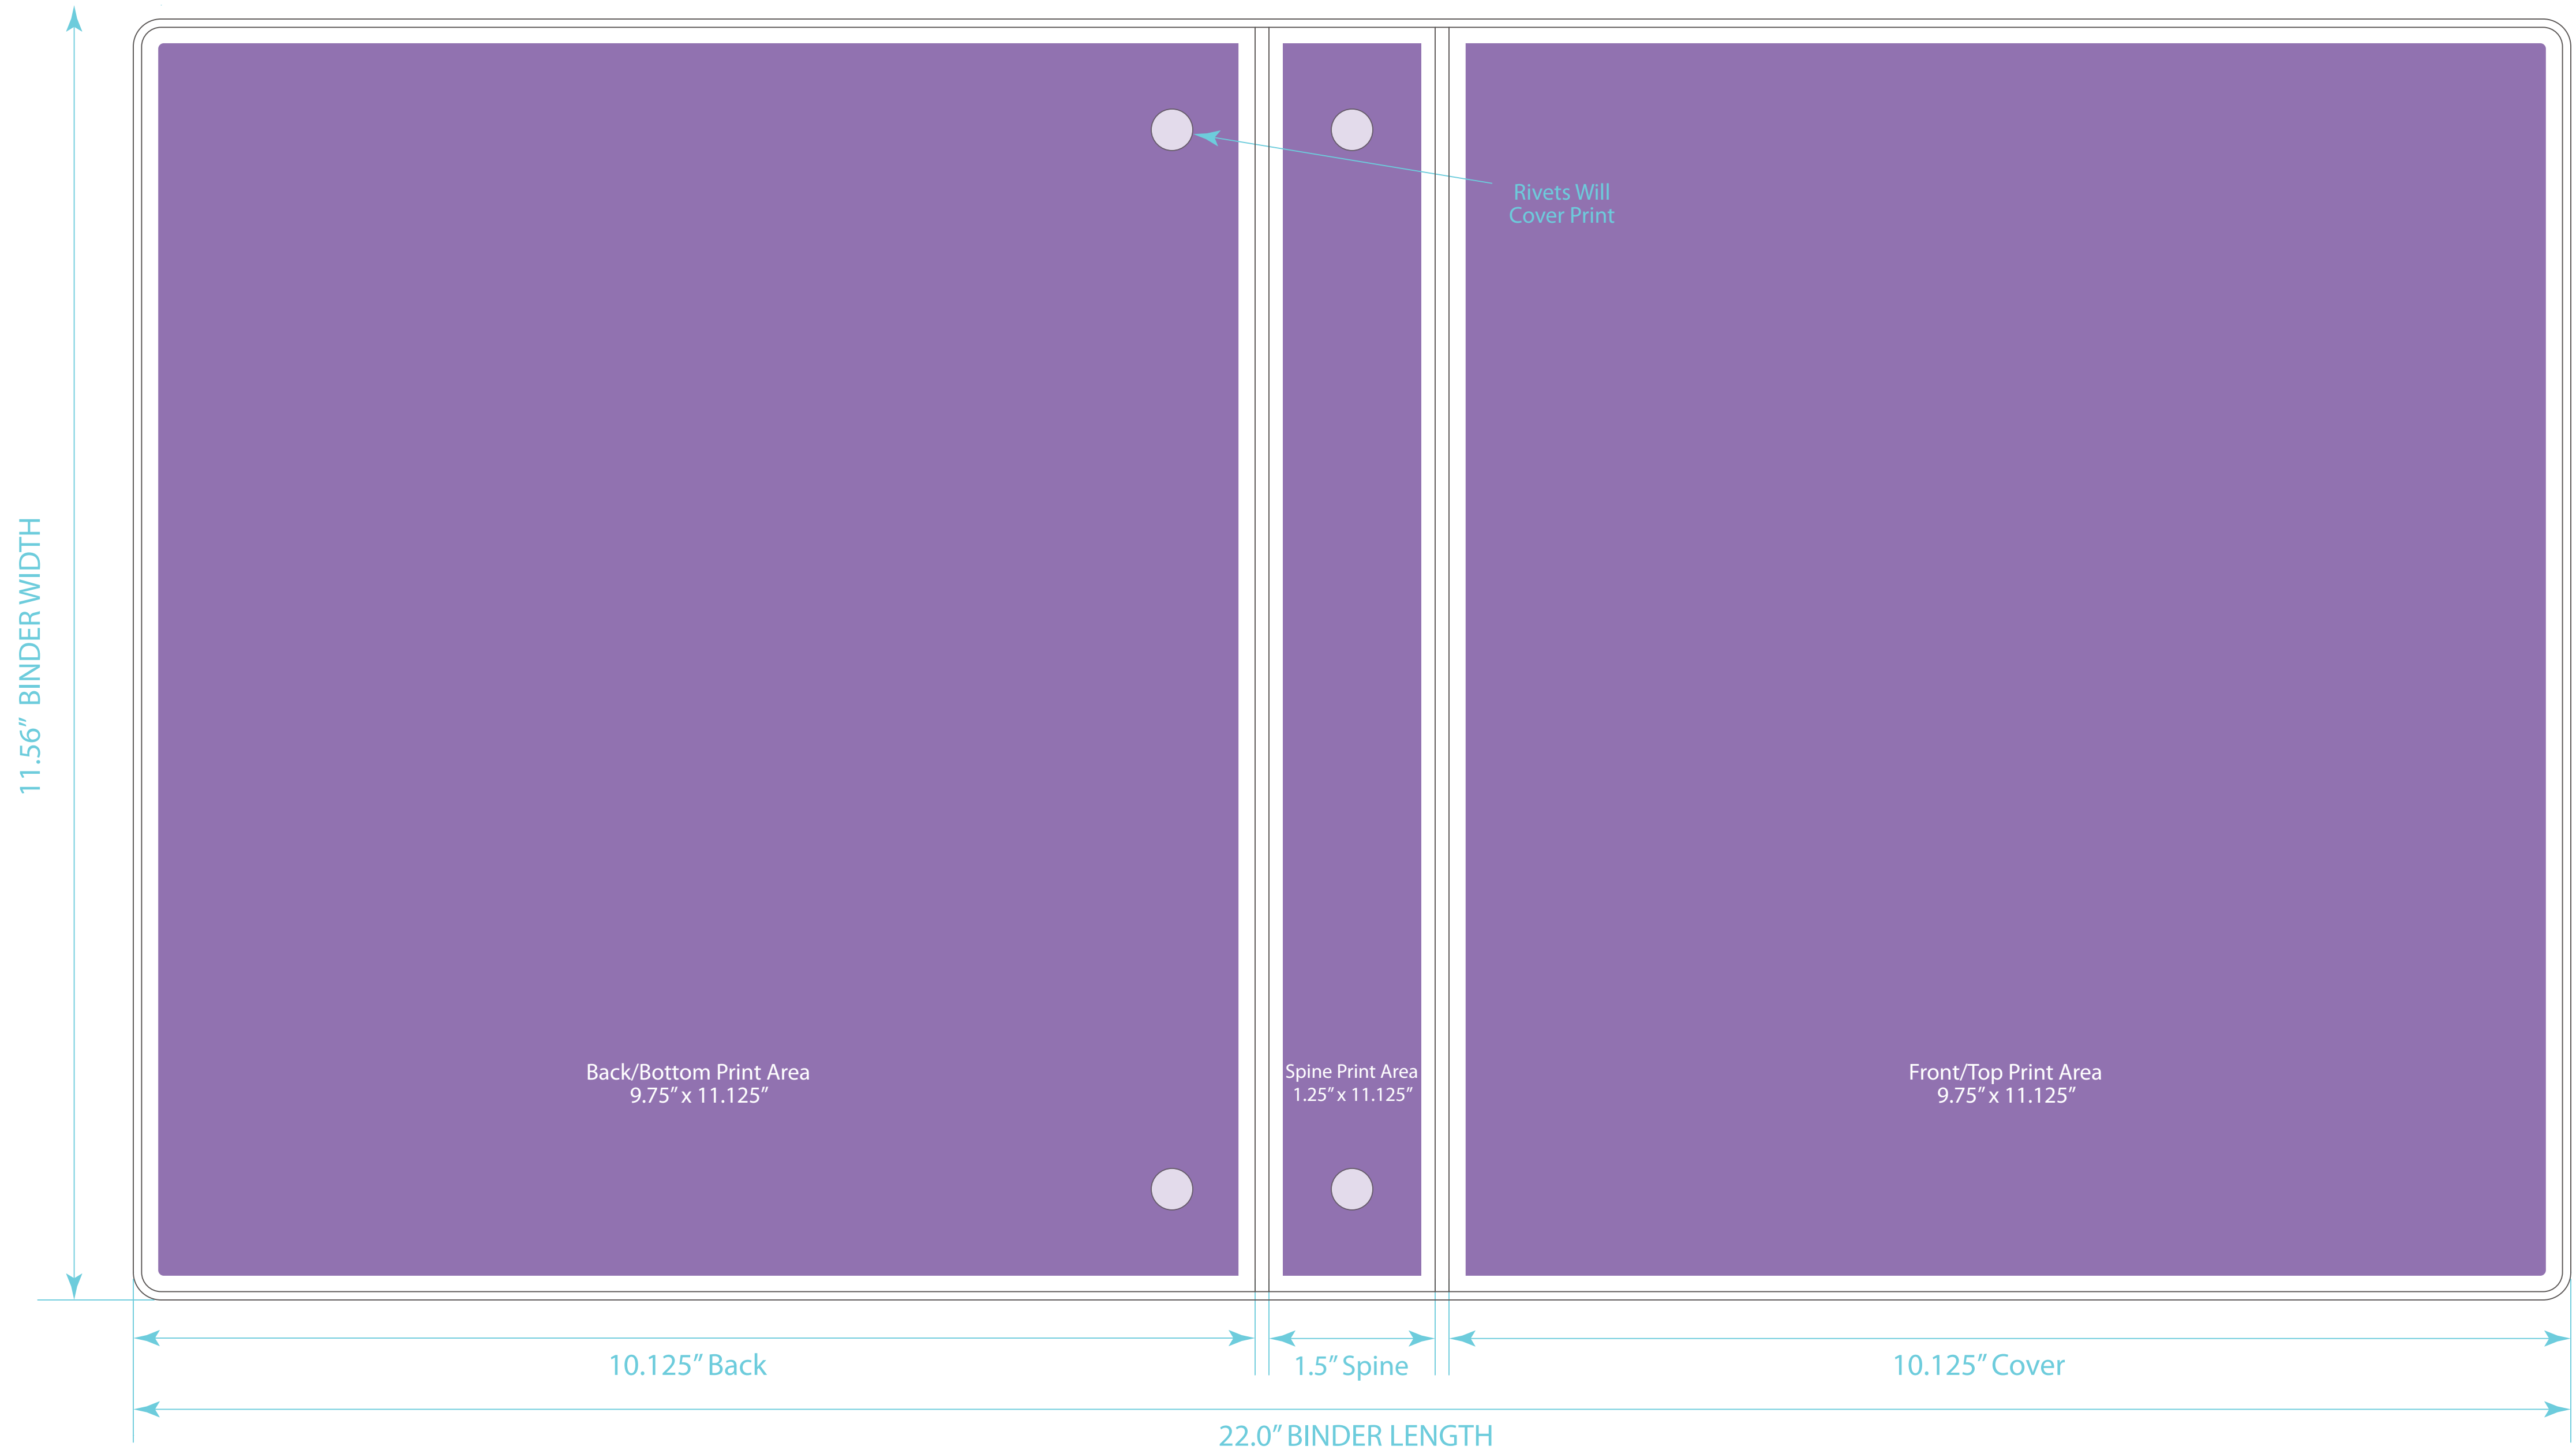 11.56” BINDER WIDTH
Rivets Will
Cover Print
Back/Bottom Print Area
9.75” x 11.125”
Spine Print Area
1.25” x 11.125”
Front/Top Print Area
9.75” x 11.125”
10.125” Back
1.5” Spine
10.125” Cover
22.0” BINDER LENGTH